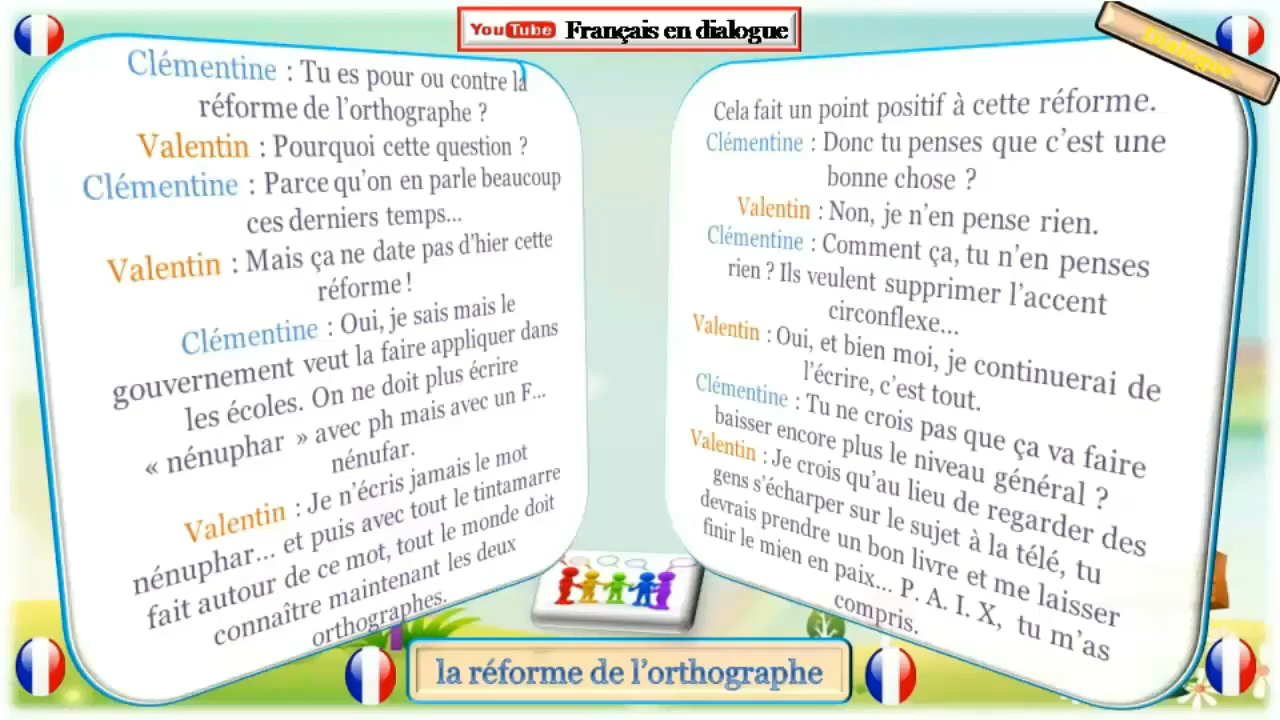 YouTube Français en dialogue
Dialogue
Clémentine : Tu es pour ou contre la
réforme de l'orthographe ?
Valentin : Pourquoi cette question ?
Clémentine : Parce qu'on en parle beaucoup
ces derniers temps...
Valentin : Mais ça ne date pas d'hier cette
réforme !
Clémentine : Oui, je sais mais le
gouvernement veut la faire appliquer dans
les écoles. On ne doit plus écrire
« nénuphar » avec ph mais avec un F...
nénufar.
Valentin : Je n'écris jamais le mot
nénuphar... et puis avec tout le tintamarre
fait autour de ce mot, tout le monde doit
connaître maintenant les deux
orthographes.
Cela fait un point positif à cette réforme.
Clémentine : Donc tu penses que c'est une
bonne chose ?
Valentin : Non, je n'en pense rien.
Clémentine : Comment ça, tu n'en penses
rien ? Ils veulent supprimer l'accent
circonflexe...
Valentin : Oui, et bien moi, je continuerai de
l'écrire, c'est tout.
Clémentine : Tu ne crois pas que ça va faire
baisser encore plus le niveau général ?
Valentin : Je crois qu'au lieu de regarder des
gens s'écharper sur le sujet à la télé, tu
devrais prendre un bon livre et me laisser
finir le mien en paix... P. A. I. X, tu m'as
compris.
la réforme de l'orthographe